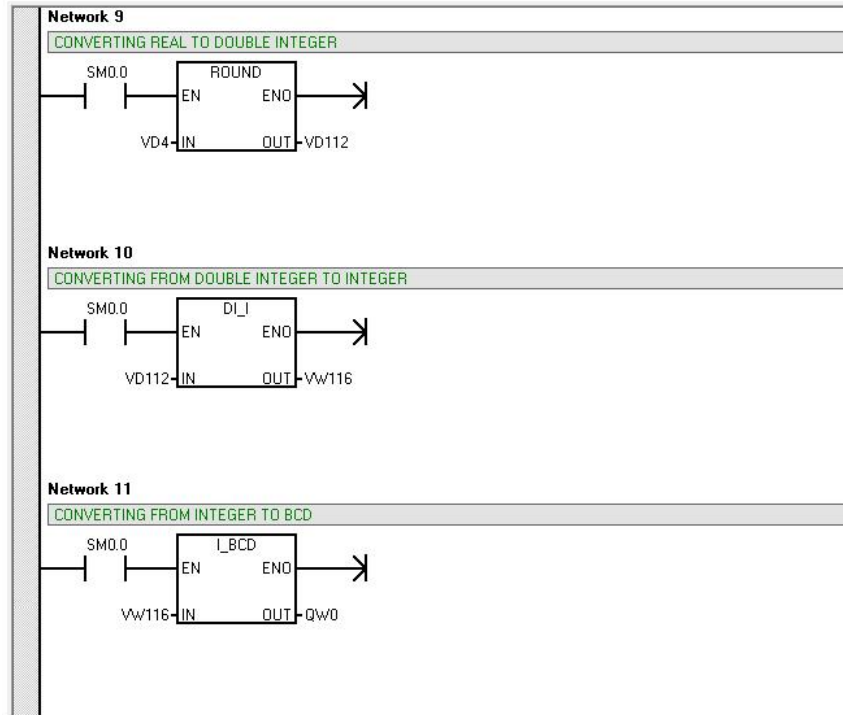 Network 9
CONVERTING REAL TO DOUBLE INTEGER
SM0.0 ROUND
EN ENO
VD4 IN OUT VD112
Network 10
CONVERTING FROM DOUBLE INTEGER TO INTEGER
SM0.0 DI_I
EN ENO
VD112 IN OUT VW116
Network 11
CONVERTING FROM INTEGER TO BCD
SM0.0 I_BCD
EN ENO
VW116 IN OUT QW0